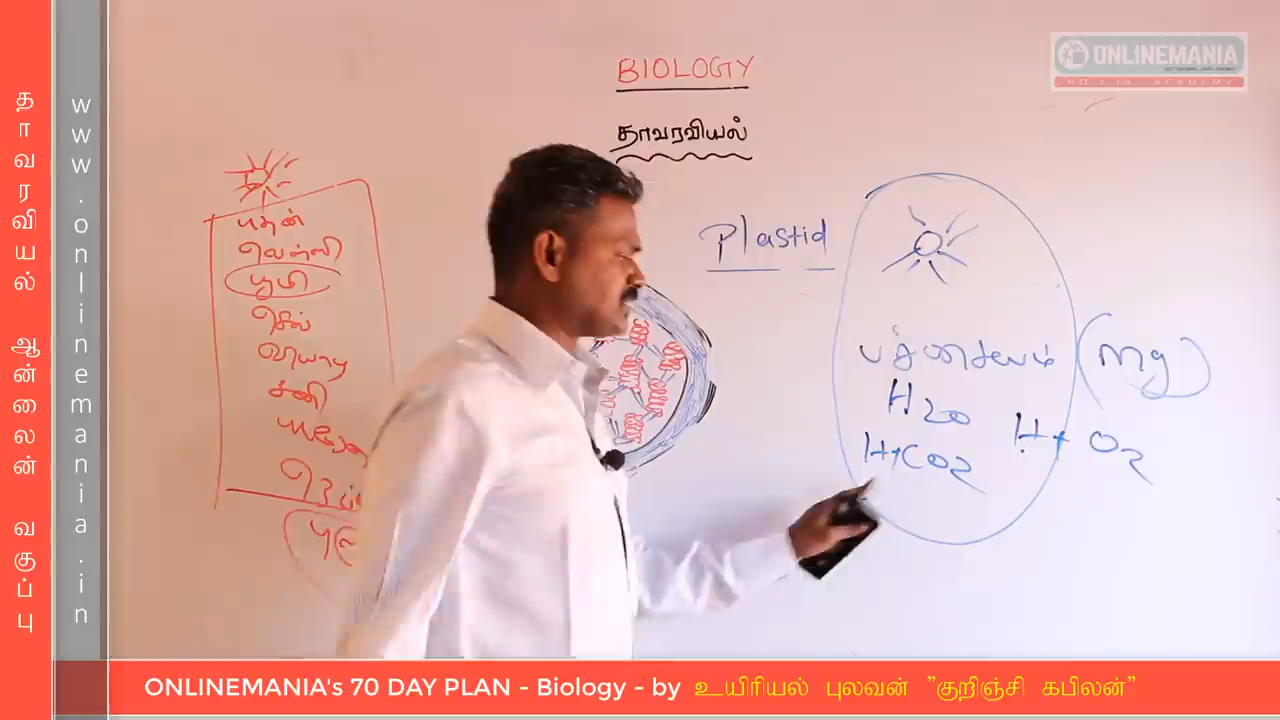 தாவரவியல் ஆன்லைன் வகுப்பு
www.onlinemania.in
ONLINEMANIA
BIOLOGY
தாவரவியல்
புதன்
வெள்ளி
பூமி
செவ்
வியாழ
சனி
Plastid
பச்சையம் (Mg)
H2O
H+ O2
H+CO2
ONLINEMANIA's 70 DAY PLAN - Biology - by உயிரியல் புலவன் ”குறிஞ்சி கபிலன்”